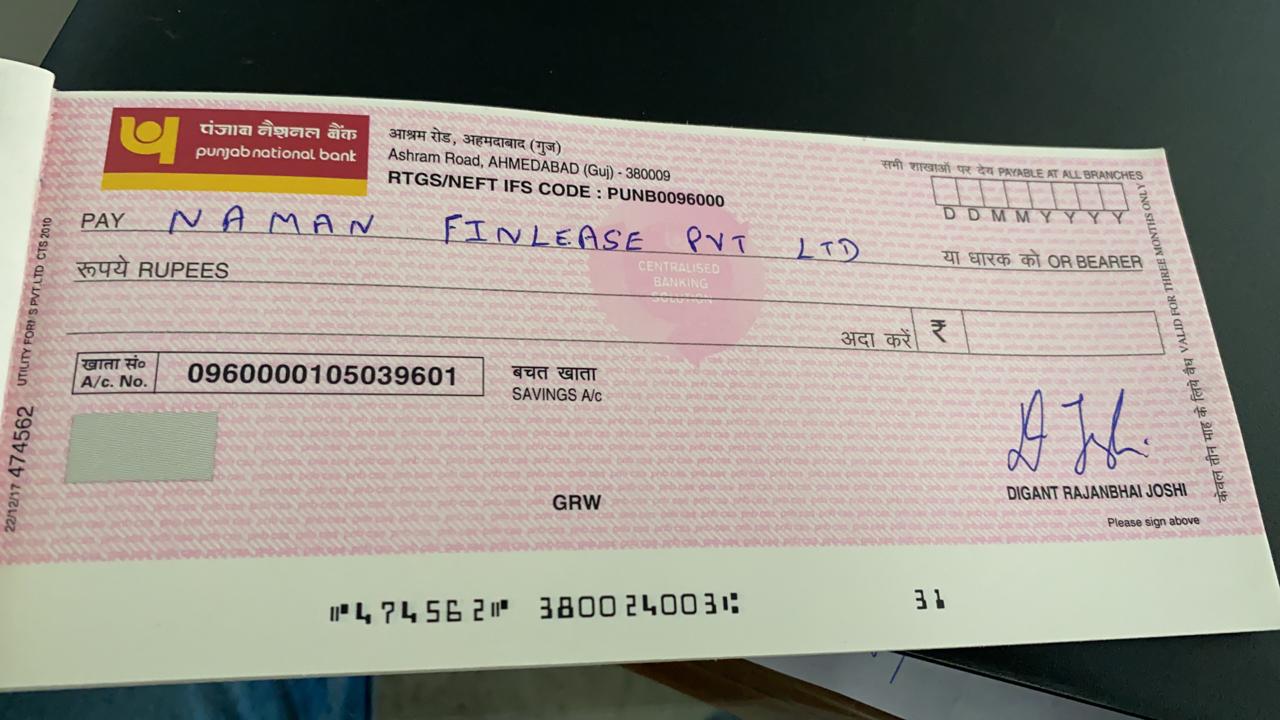 पंजाब नैशनल बैंक
punjab national bank
आश्रम रोड, अहमदाबाद (गुज)
Ashram Road, AHMEDABAD (Guj) - 380009
RTGS/NEFT IFS CODE : PUNB0096000
सभी शाखाओं पर देय PAYABLE AT ALL BRANCHES
D D M M Y Y Y Y
PAY NAMAN FINLEASE PVT LTD
या धारक को OR BEARER
रूपये RUPEES
CENTRALISED
BANKING
SOLUTION
अदा करें ₹
खाता सं०
A/c. No. 0960000105039601
बचत खाता
SAVINGS A/c
D Joshi
DIGANT RAJANBHAI JOSHI
Please sign above
GRW
⑈474562⑈ 380024003⑆ 31
22/12/17 474562 UTILITY FORMS PVT.LTD CTS 2010
केवल तीन माह के लिये वैध VALID FOR THREE MONTHS ONLY